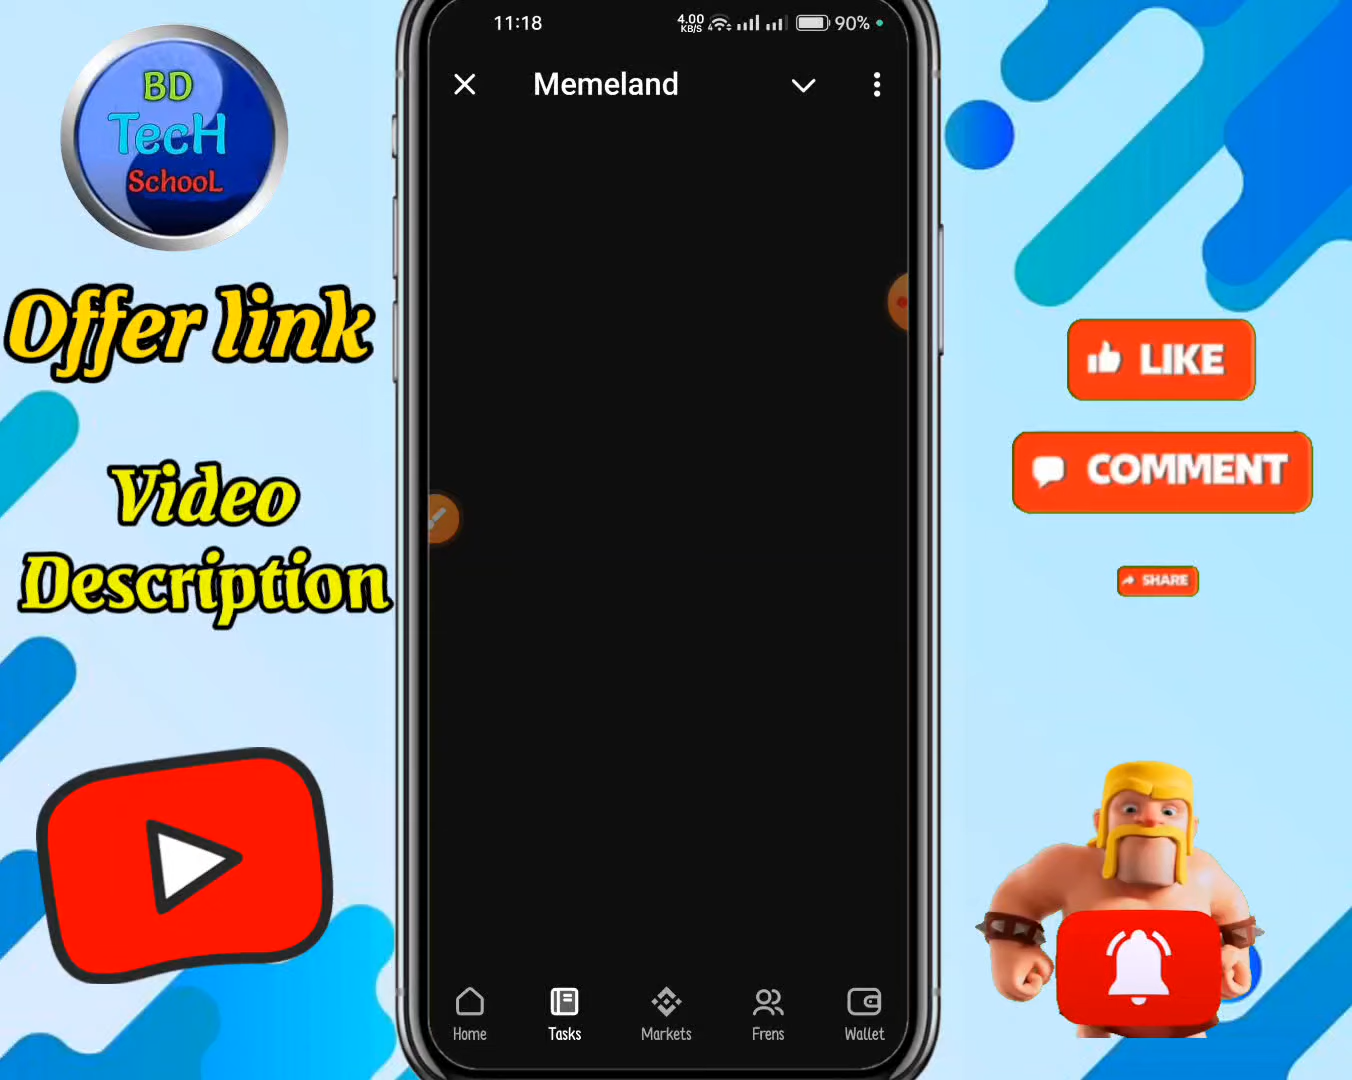 BD
TecH
SchooL
Offer link
Video
Description
11:18
4.00
KB/S
90%
Memeland
Home
Tasks
Markets
Frens
Wallet
LIKE
COMMENT
SHARE